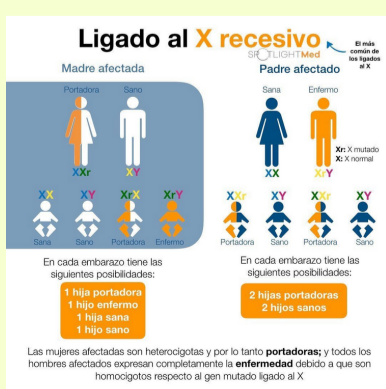 Ligado al X recesivo
SPOTLIGHTMed
El más
común de
los ligados
al X
Madre afectada
Portadora
Sano
XXr
XY
XX
XY
XrX
XrY
Sana
Sano
Portadora
Enfermo
En cada embarazo tiene las
siguientes posibilidades:
1 hija portadora
1 hijo enfermo
1 hija sana
1 hijo sano
Padre afectado
Sana
Enfermo
XX
XrY
Xr: X mutado
X: X normal
XXr
XY
XXr
XY
Portadora
Sano
Portadora
Sano
En cada embarazo tiene las
siguientes posibilidades:
2 hijas portadoras
2 hijos sanos
Las mujeres afectadas son heterocigotas y por lo tanto portadoras; y todos los
hombres afectados expresan completamente la enfermedad debido a que son
homocigotos respecto al gen mutado ligado al X